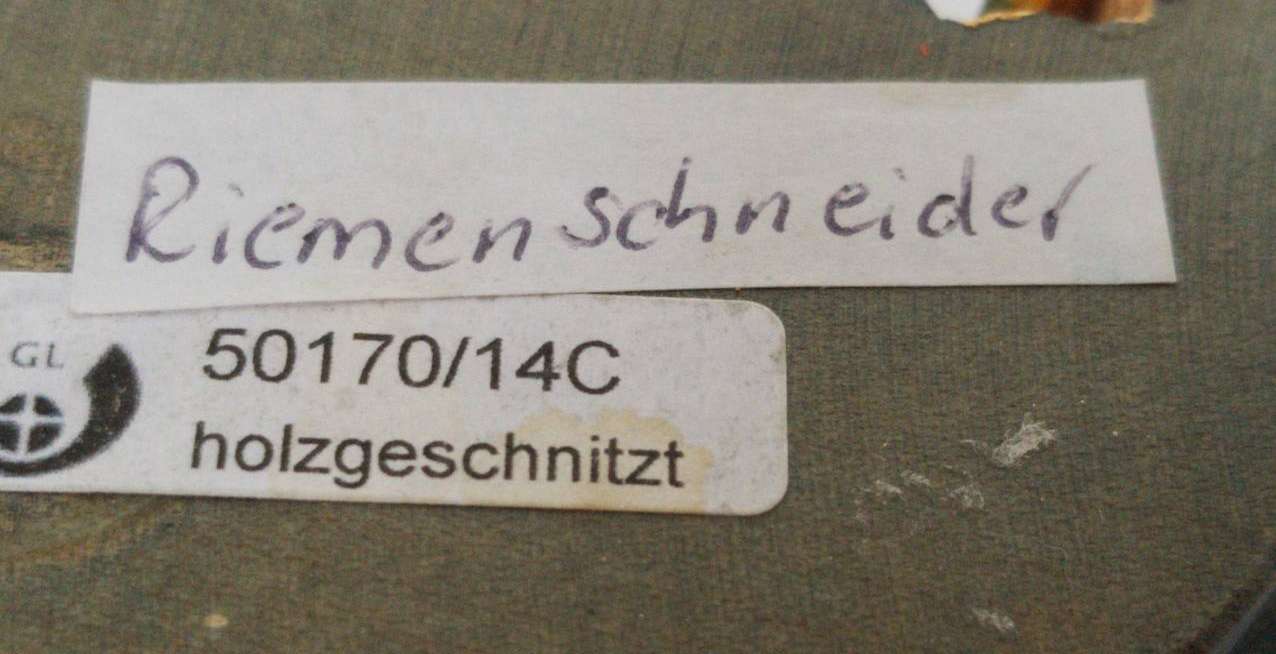 Riemenschneider
GL
50170/14C
holzgeschnitzt